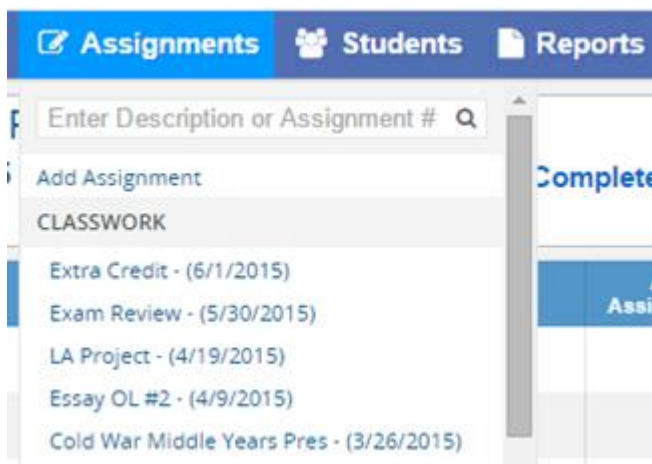 Assignments Students Reports
Enter Description or Assignment #
Add Assignment
Complete
CLASSWORK
Extra Credit - (6/1/2015)
Exam Review - (5/30/2015)
LA Project - (4/19/2015)
Essay OL #2 - (4/9/2015)
Cold War Middle Years Pres - (3/26/2015)